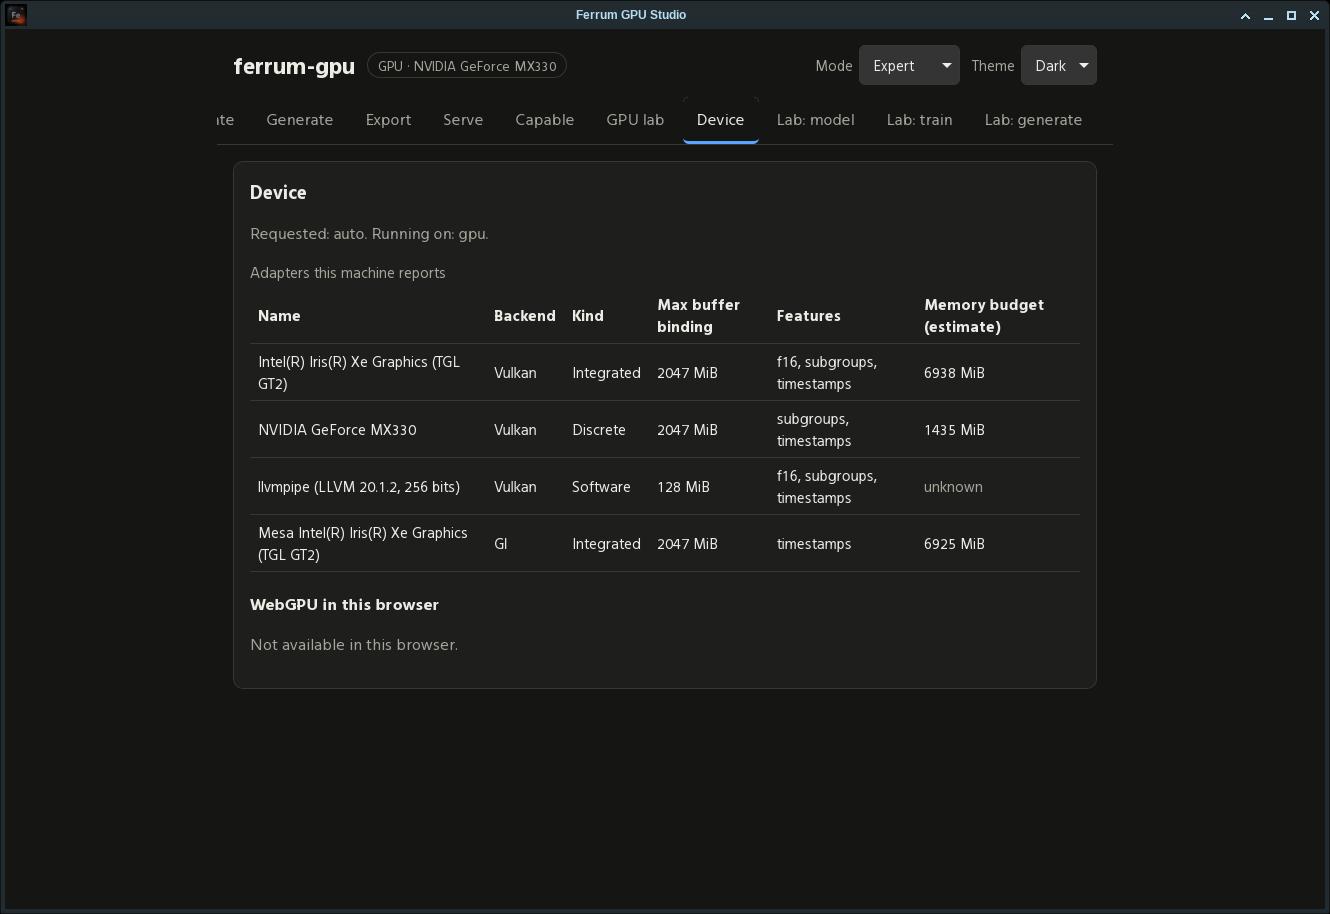 Fe
Ferrum GPU Studio
ferrum-gpu
GPU · NVIDIA GeForce MX330
Mode
Expert
Theme
Dark
Generate
Export
Serve
Capable
GPU lab
Device
Lab: model
Lab: train
Lab: generate
Device
Requested: auto. Running on: gpu.
Adapters this machine reports
Name
Backend
Kind
Max buffer
binding
Features
Memory budget
(estimate)
Intel(R) Iris(R) Xe Graphics (TGL
GT2)
Vulkan
Integrated
2047 MiB
f16, subgroups,
timestamps
6938 MiB
NVIDIA GeForce MX330
Vulkan
Discrete
2047 MiB
subgroups,
timestamps
1435 MiB
llvmpipe (LLVM 20.1.2, 256 bits)
Vulkan
Software
128 MiB
f16, subgroups,
timestamps
unknown
Mesa Intel(R) Iris(R) Xe Graphics
(TGL GT2)
Gl
Integrated
2047 MiB
timestamps
6925 MiB
WebGPU in this browser
Not available in this browser.